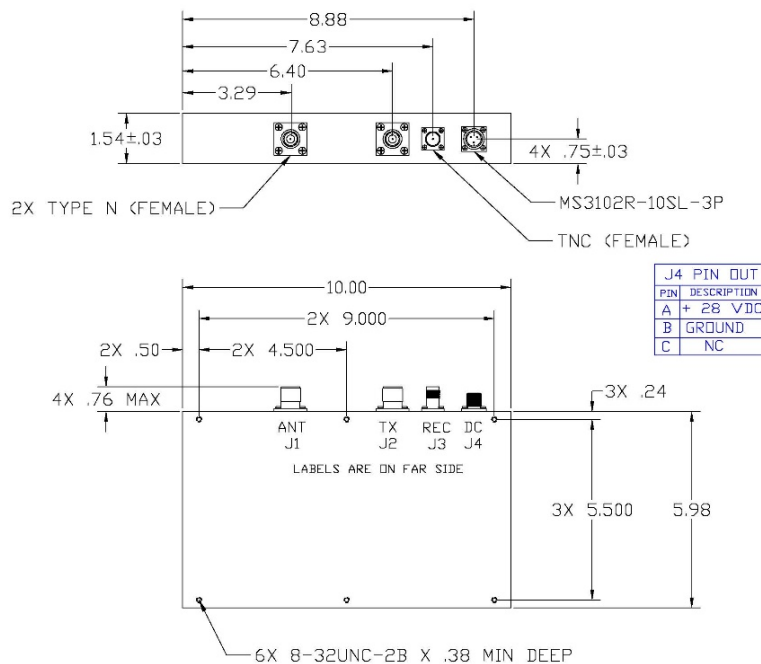 8.88
7.63
6.40
3.29
1.54±.03
4X .75±.03
2X TYPE N (FEMALE)
MS3102R-10SL-3P
TNC (FEMALE)
10.00
2X 9.000
2X .50
2X 4.500
J4 PIN OUT
PIN DESCRIPTION
A + 28 VDC
B GROUND
C NC
4X .76 MAX
3X .24
ANT TX REC DC
J1 J2 J3 J4
LABELS ARE ON FAR SIDE
3X 5.500
5.98
6X 8-32UNC-2B X .38 MIN DEEP